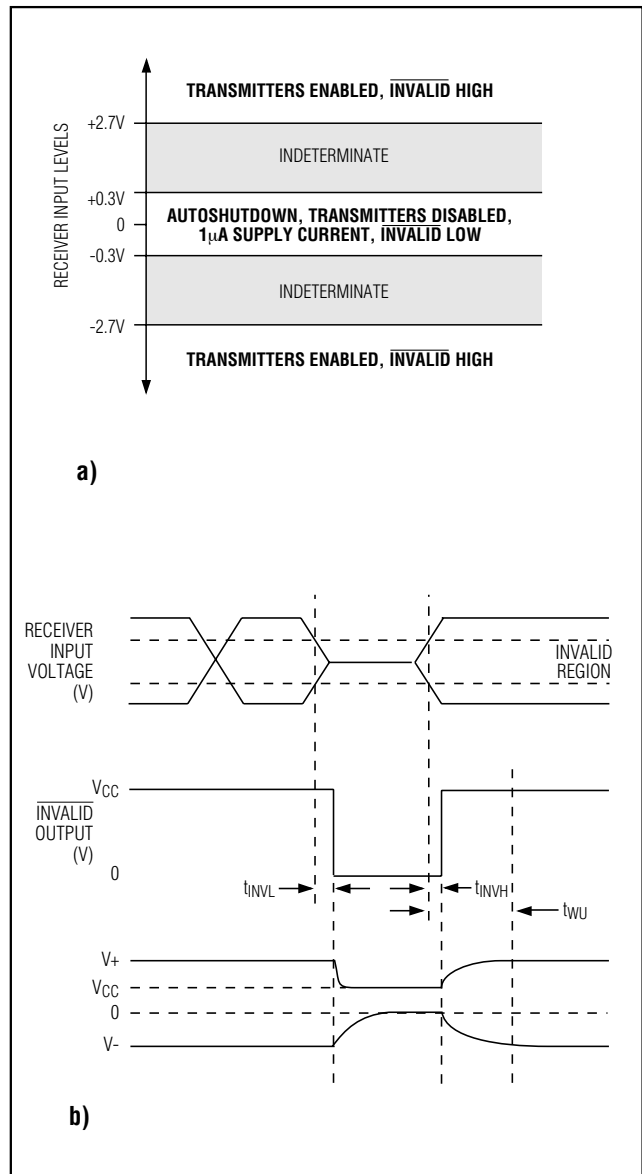 TRANSMITTERS ENABLED, INVALID HIGH
+2.7V
INDETERMINATE
+0.3V
AUTOSHUTDOWN, TRANSMITTERS DISABLED,
0
1μA SUPPLY CURRENT, INVALID LOW
-0.3V
INDETERMINATE
-2.7V
TRANSMITTERS ENABLED, INVALID HIGH
RECEIVER INPUT LEVELS
a)
RECEIVER
INPUT
VOLTAGE
(V)
INVALID
REGION
VCC
INVALID
OUTPUT
(V)
0
tINVL
tINVH
tWU
V+
VCC
0
V-
b)